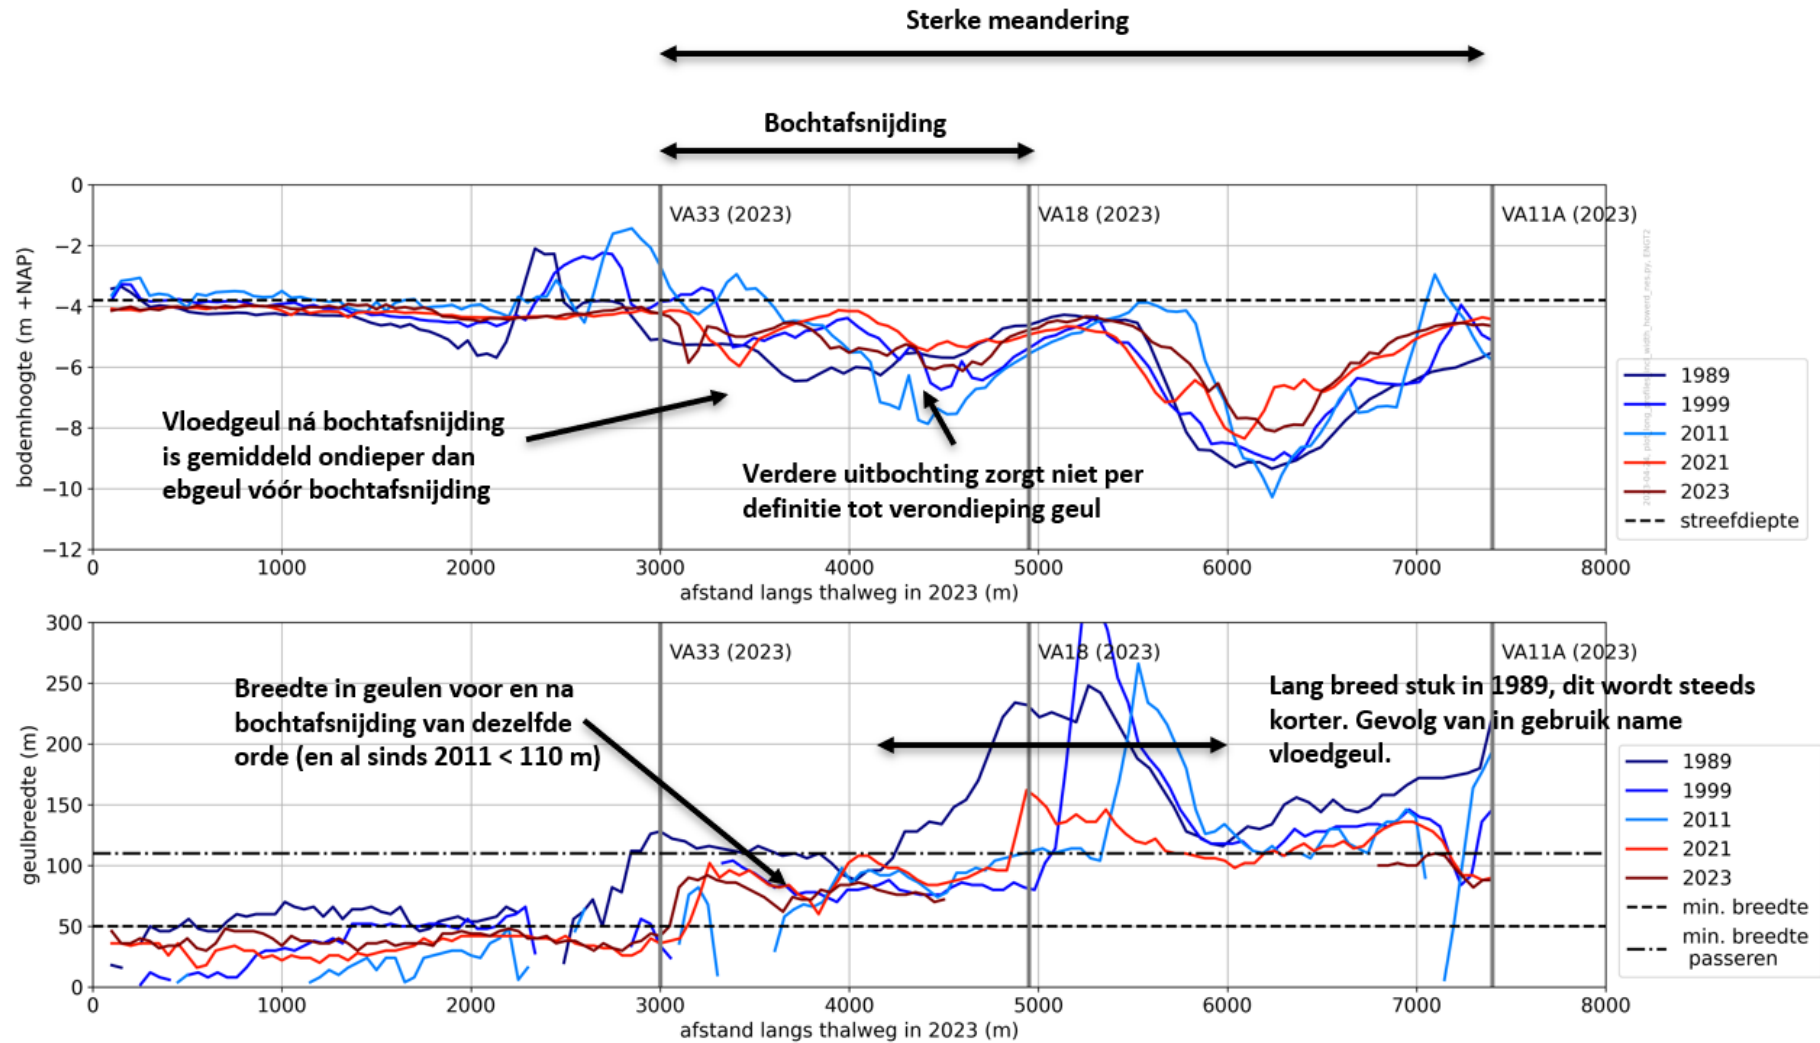 Sterke meandering
Bochtafsnijding
0
−2
−4
−6
−8
−10
−12
bodemhoogte (m +NAP)
VA33 (2023)
VA18 (2023)
VA11A (2023)
Vloedgeul ná bochtafsnijding
is gemiddeld ondieper dan
ebgeul vóór bochtafsnijding
Verdere uitbochting zorgt niet per
definitie tot verondieping geul
1989
1999
2011
2021
2023
streefdiepte
0 1000 2000 3000 4000 5000 6000 7000 8000
afstand langs thalweg in 2023 (m)
300
250
200
150
100
50
0
geulbreedte (m)
VA33 (2023)
VA18 (2023)
VA11A (2023)
Breedte in geulen voor en na
bochtafsnijding van dezelfde
orde (en al sinds 2011 < 110 m)
Lang breed stuk in 1989, dit wordt steeds
korter. Gevolg van in gebruik name
vloedgeul.
1989
1999
2011
2021
2023
min. breedte
min. breedte
passeren
0 1000 2000 3000 4000 5000 6000 7000 8000
afstand langs thalweg in 2023 (m)